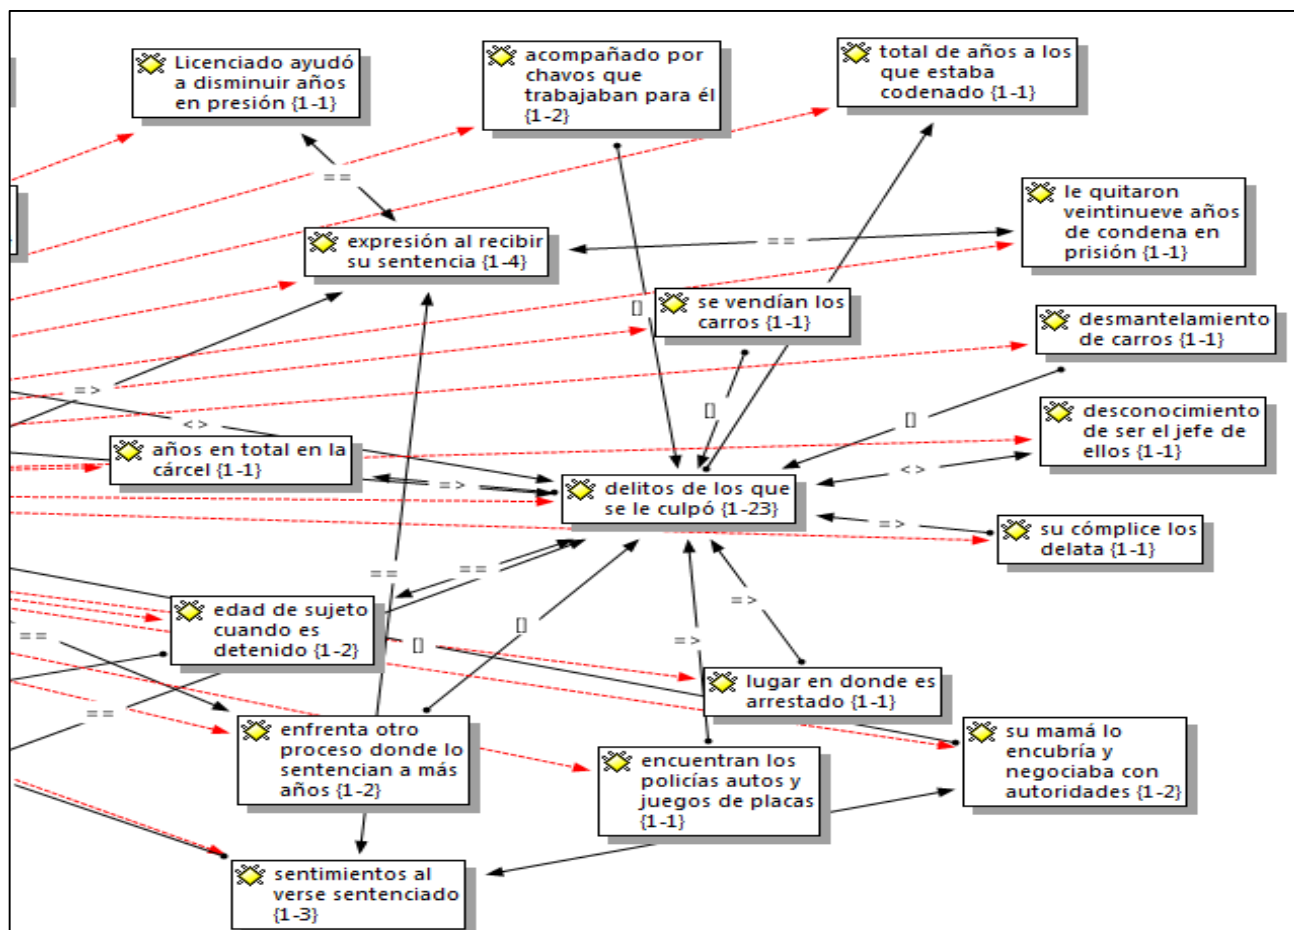 Licenciado ayudó
a disminuir años
en presión {1-1}
acompañado por
chavos que
trabajaban para él
{1-2}
total de años a los
que estaba
codenado {1-1}
==
le quitaron
veintinueve años
de condena en
prisión {1-1}
expresión al recibir
su sentencia {1-4}
==
se vendían los
carros {1-1}
[]
desmantelamiento
de carros {1-1}
=>
[]
[]
<>
desconocimiento
de ser el jefe de
ellos {1-1}
años en total en la
cárcel {1-1}
=>
<>
delitos de los que
se le culpó {1-23}
=>
su cómplice los
delata {1-1}
==
==
edad de sujeto
cuando es
detenido {1-2}
=>
[]
==
[]
=>
lugar en donde es
arrestado {1-1}
==
enfrenta otro
proceso donde lo
sentencian a más
años {1-2}
su mamá lo
encubría y
negociaba con
autoridades {1-2}
encuentran los
policías autos y
juegos de placas
{1-1}
sentimientos al
verse sentenciado
{1-3}